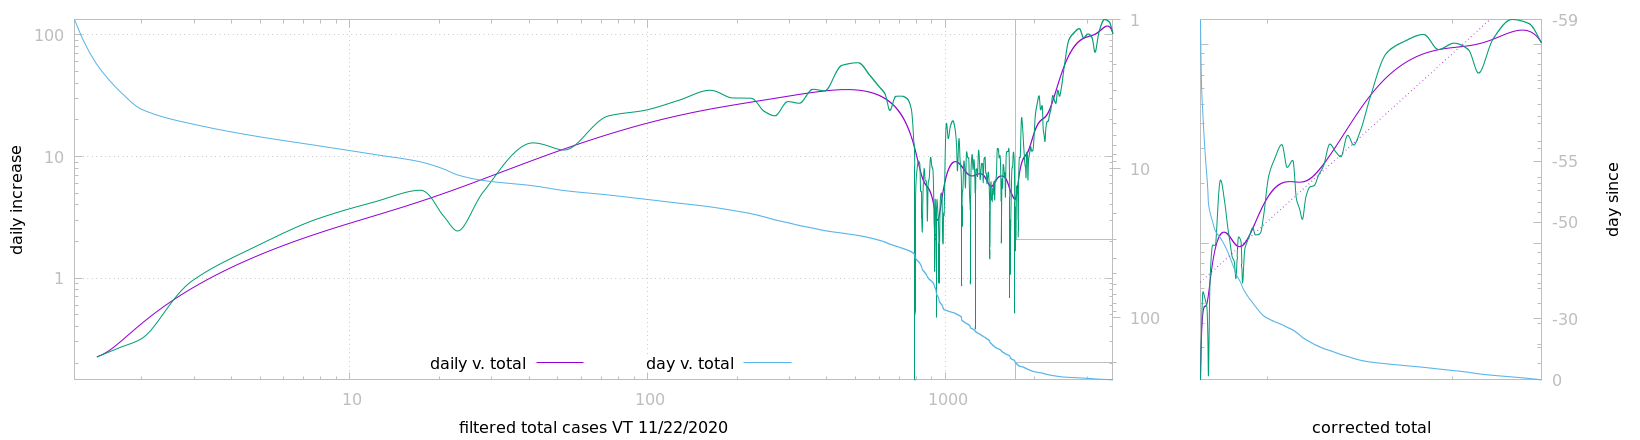 100
10
1
daily increase
10
100
1000
1
10
100
daily v. total
day v. total
filtered total cases VT 11/22/2020
-59
-55
-50
-30
0
day since
corrected total